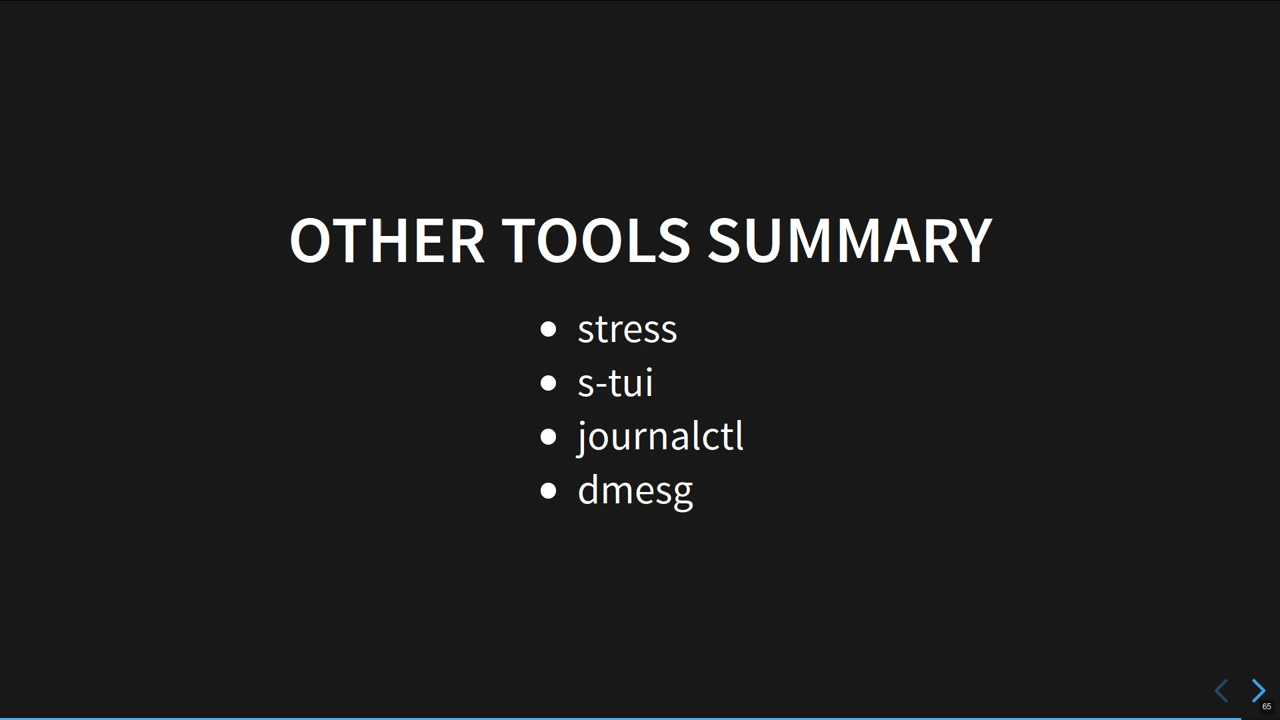 OTHER TOOLS SUMMARY
• stress
• s-tui
• journalctl
• dmesg
65